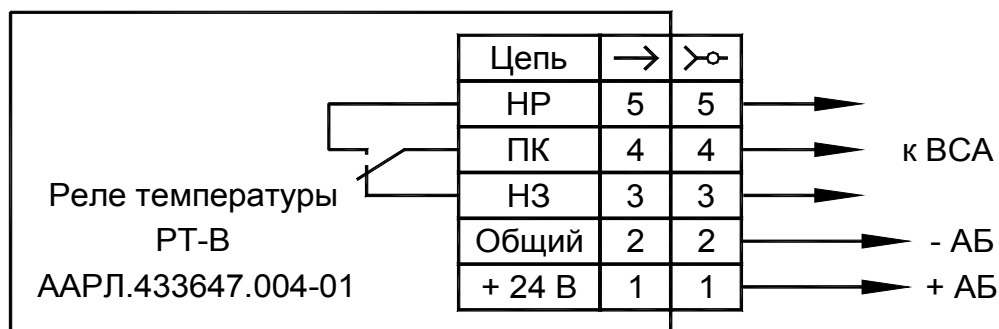 Цепь
НР 5 5
ПК 4 4 к ВСА
НЗ 3 3
Реле температуры
РТ-В
ААРЛ.433647.004-01
Общий 2 2 - АБ
+ 24 В 1 1 + АБ